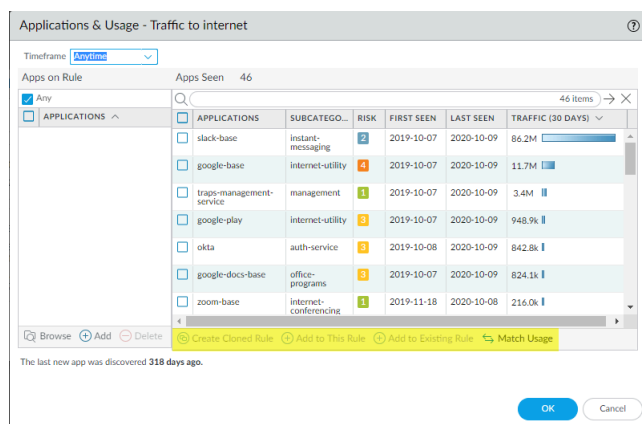 Applications & Usage - Traffic to internet
Timeframe Anytime
Apps on Rule
Apps Seen 46
Any
46 items
APPLICATIONS
APPLICATIONS SUBCATEGO... RISK FIRST SEEN LAST SEEN TRAFFIC (30 DAYS)
slack-base instant-messaging 2 2019-10-07 2020-10-09 86.2M
google-base internet-utility 4 2019-10-07 2020-10-09 11.7M
traps-management-service management 1 2019-10-07 2020-10-09 3.4M
google-play internet-utility 3 2019-10-07 2020-10-09 948.9k
okta auth-service 3 2019-10-08 2020-10-09 842.8k
google-docs-base office-programs 3 2019-10-07 2020-10-09 824.1k
zoom-base internet-conferencing 1 2019-11-18 2020-10-08 216.0k
Browse Add Delete
Create Cloned Rule Add to This Rule Add to Existing Rule Match Usage
The last new app was discovered 318 days ago.
OK Cancel